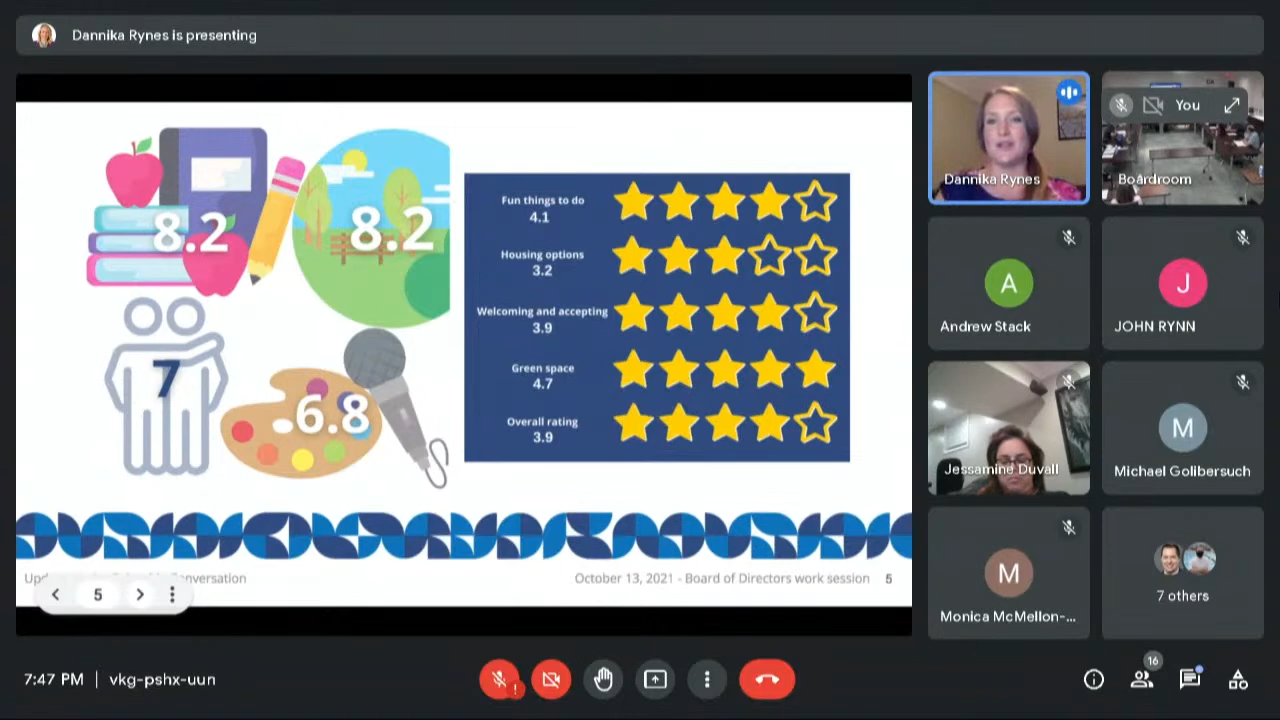 Dannika Rynes is presenting
8.2
8.2
7
6.8
Fun things to do
4.1
Housing options
3.2
Welcoming and accepting
3.9
Green space
4.7
Overall rating
3.9
October 13, 2021 - Board of Directors work session 5
5
Dannika Rynes
You
Boardroom
A
Andrew Stack
J
JOHN RYNN
Jessamine Duvall
M
Michael Golibersuch
M
Monica McMellon-...
7 others
7:47 PM | vkg-pshx-uun
!
16